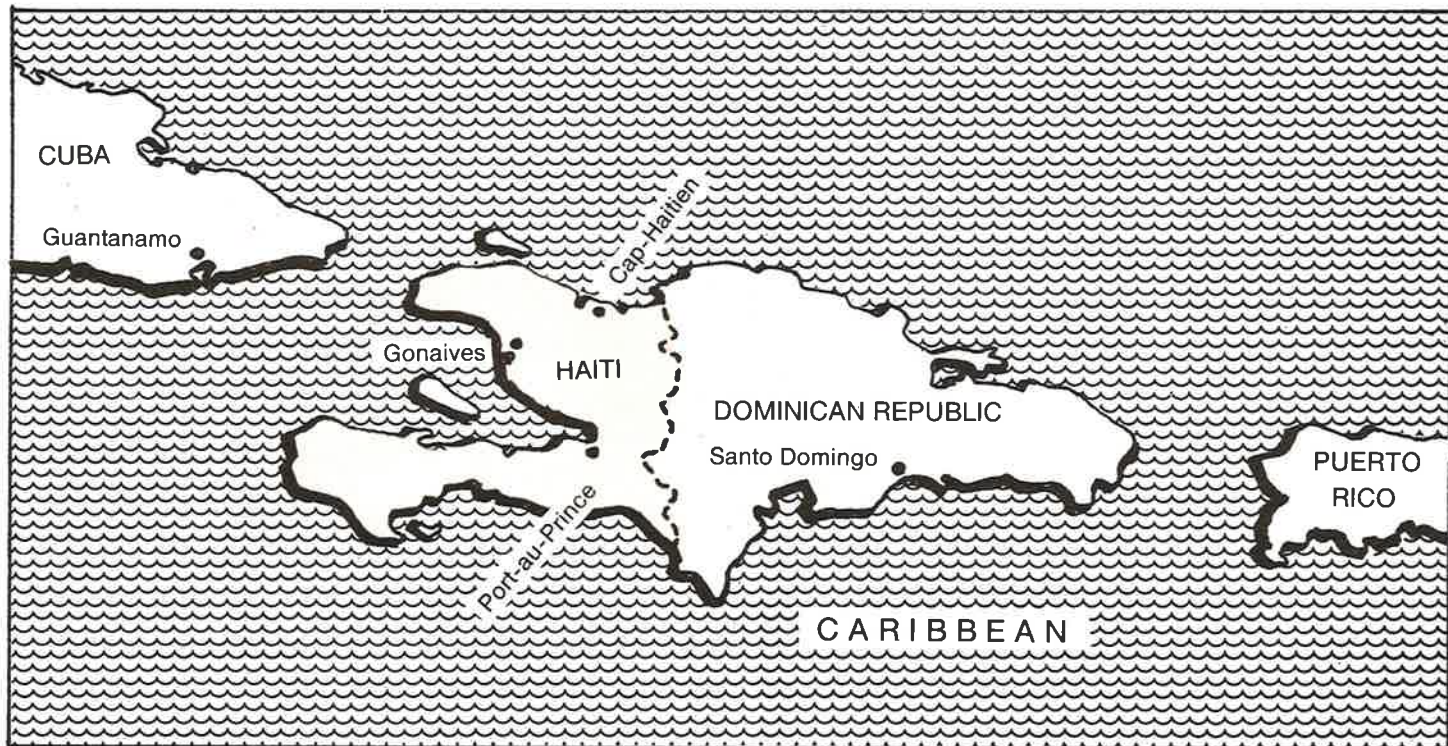 CUBA
Guantanamo
Cap-Haitien
Gonaives
HAITI
DOMINICAN REPUBLIC
Santo Domingo
Port-au-Prince
PUERTO
RICO
CARIBBEAN